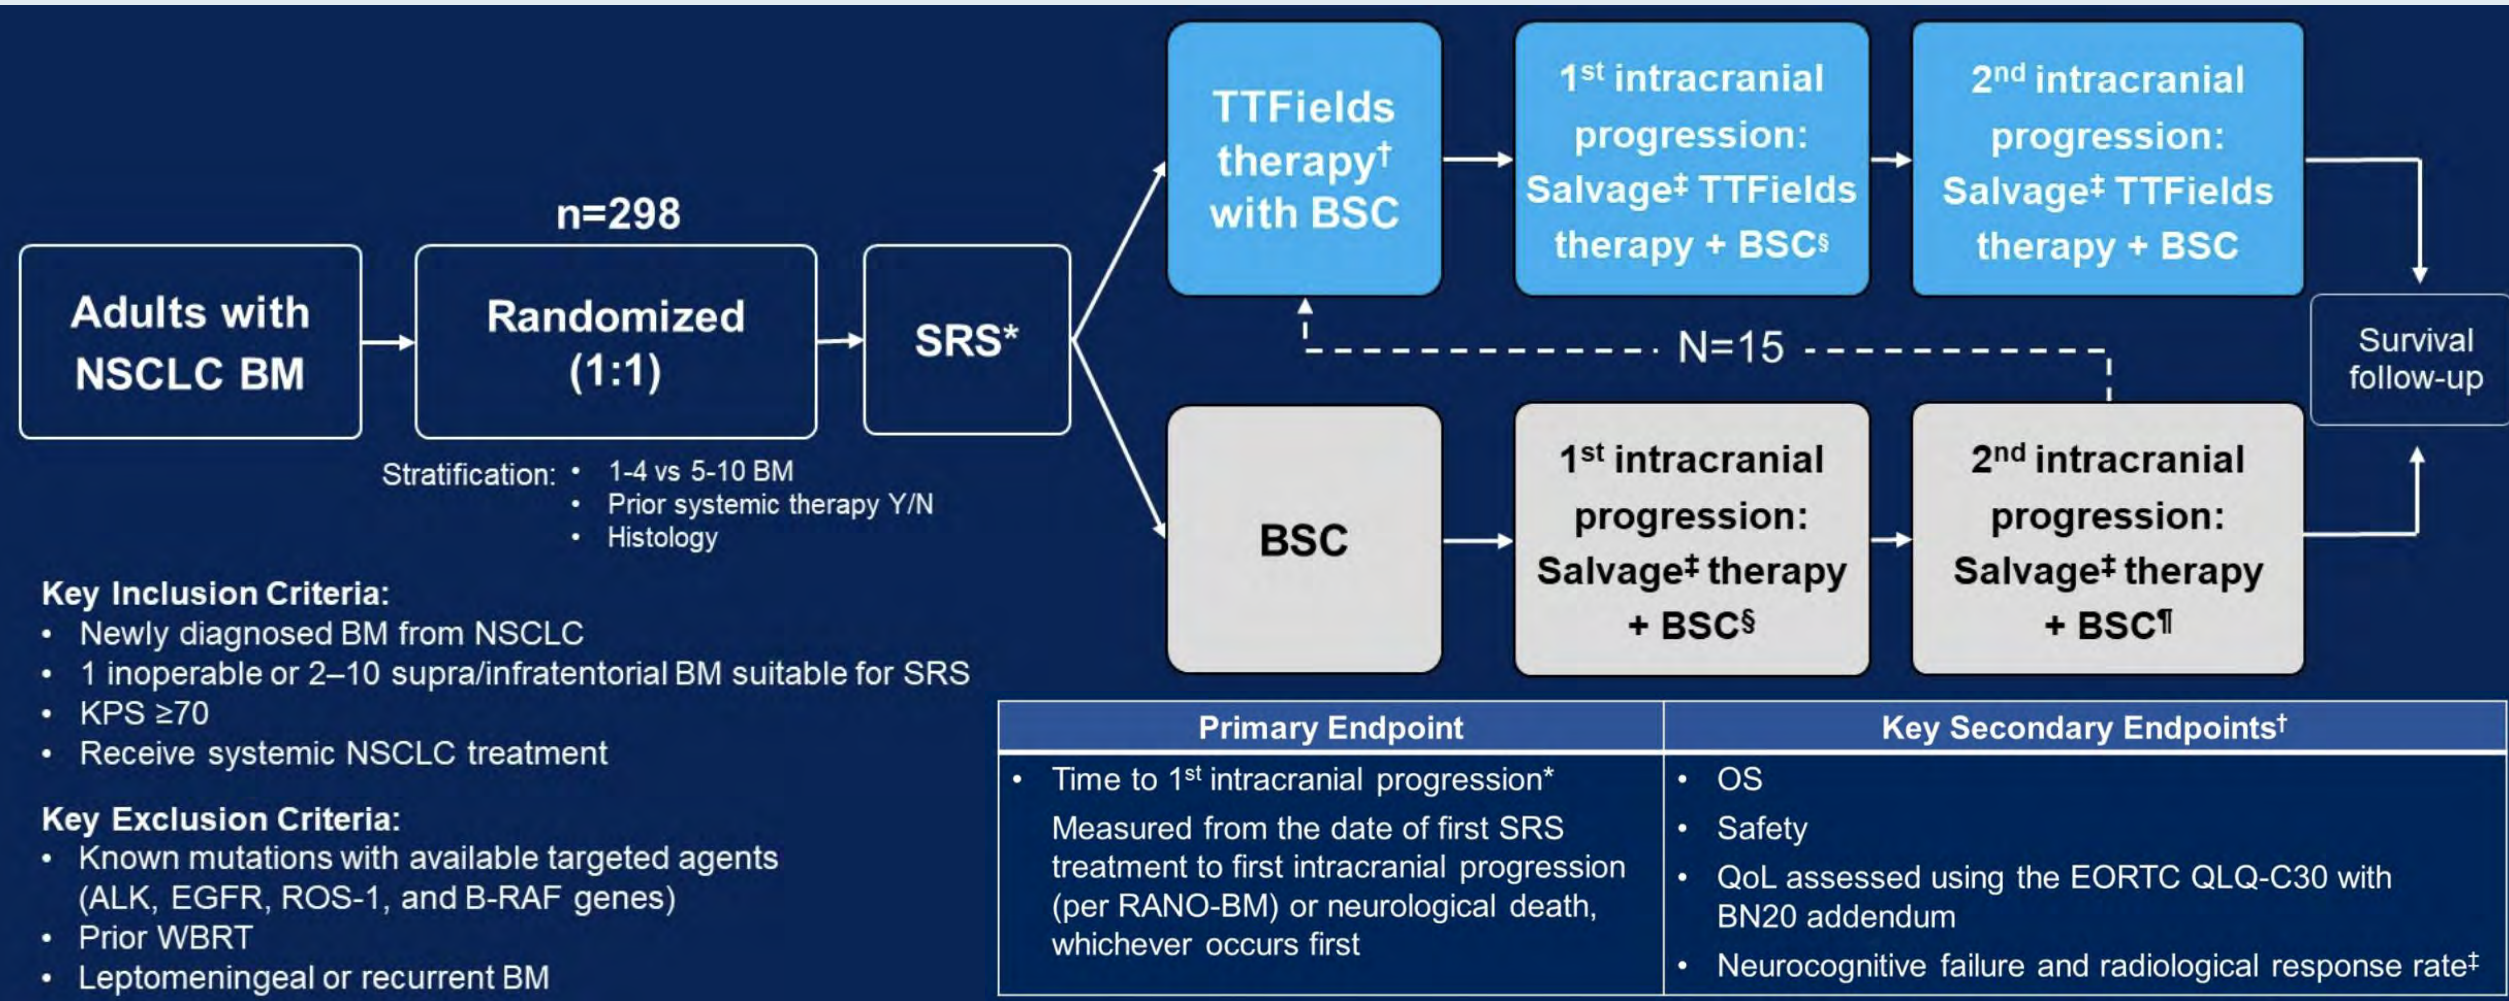 Adults with
NSCLC BM
n=298
Randomized
(1:1)
SRS*
Stratification:
• 1-4 vs 5-10 BM
• Prior systemic therapy Y/N
• Histology
TTFields
therapy†
with BSC
1st intracranial
progression:
Salvage‡ TTFields
therapy + BSC§
2nd intracranial
progression:
Salvage‡ TTFields
therapy + BSC
N=15
BSC
1st intracranial
progression:
Salvage‡ therapy
+ BSC§
2nd intracranial
progression:
Salvage‡ therapy
+ BSC¶
Survival
follow-up
Key Inclusion Criteria:
• Newly diagnosed BM from NSCLC
• 1 inoperable or 2–10 supra/infratentorial BM suitable for SRS
• KPS ≥70
• Receive systemic NSCLC treatment
Key Exclusion Criteria:
• Known mutations with available targeted agents
(ALK, EGFR, ROS-1, and B-RAF genes)
• Prior WBRT
• Leptomeningeal or recurrent BM
Primary Endpoint
• Time to 1st intracranial progression*
Measured from the date of first SRS
treatment to first intracranial progression
(per RANO-BM) or neurological death,
whichever occurs first
Key Secondary Endpoints†
• OS
• Safety
• QoL assessed using the EORTC QLQ-C30 with
BN20 addendum
• Neurocognitive failure and radiological response rate‡